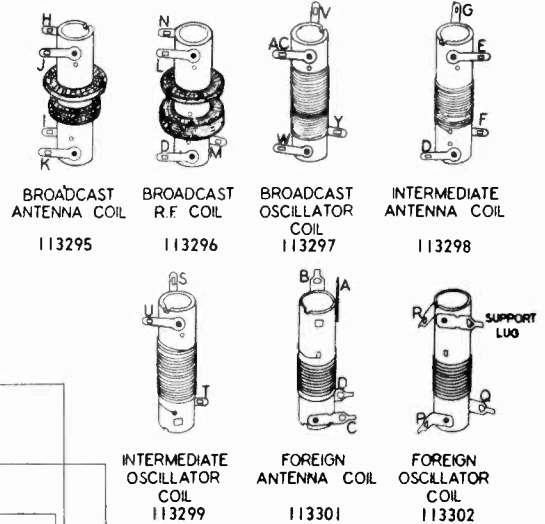 H
J
I
K
BROADCAST
ANTENNA COIL
113295
N
L
D
M
BROADCAST
R.F. COIL
113296
V
AC
Y
W
BROADCAST
OSCILLATOR
COIL
113297
G
E
F
D
INTERMEDIATE
ANTENNA COIL
113298
S
U
T
INTERMEDIATE
OSCILLATOR
COIL
113299
B
A
D
C
FOREIGN
ANTENNA COIL
113301
R
SUPPORT
LUG
Q
P
FOREIGN
OSCILLATOR
COIL
113302